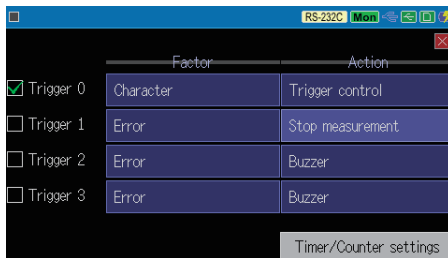 RS-232C Mon
Factor Action
Trigger 0 Character Trigger control
Trigger 1 Error Stop measurement
Trigger 2 Error Buzzer
Trigger 3 Error Buzzer
Timer/Counter settings